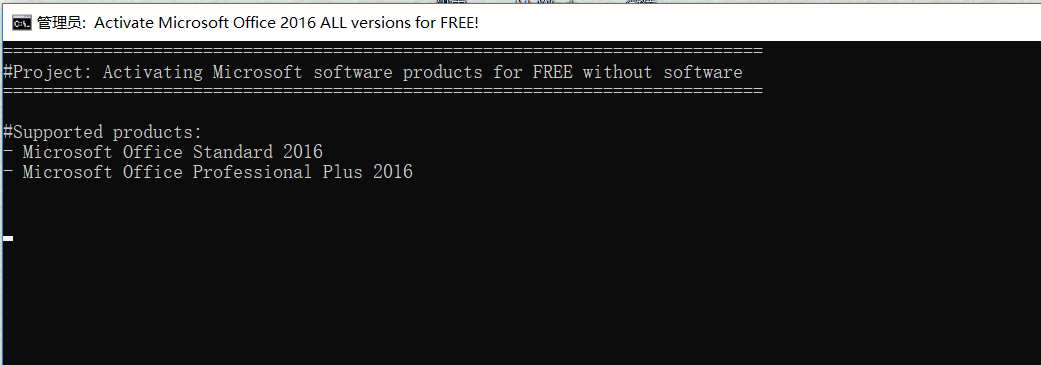 管理员: Activate Microsoft Office 2016 ALL versions for FREE!
============================================================================
#Project: Activating Microsoft software products for FREE without software
============================================================================
#Supported products:
- Microsoft Office Standard 2016
- Microsoft Office Professional Plus 2016